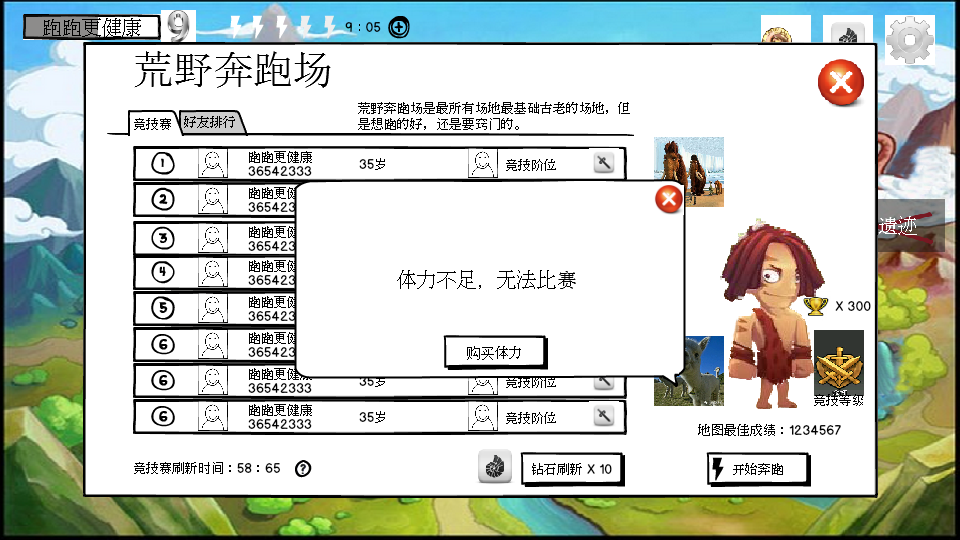 跑跑更健康
9
9:05
荒野奔跑场
竞技赛
好友排行
荒野奔跑场是最所有场地最基础古老的场地，但
是想跑的好，还是要窍门的。
1 跑跑更健康 35岁 竞技阶位
36542333
2 跑跑更健
36542
3 跑跑更健
36542
4 跑跑更健
36542
5 跑跑更健
36542
6 跑跑更健
36542
6 跑跑更健康 35岁 竞技阶位
36542333
6 跑跑更健康 35岁 竞技阶位
36542333
体力不足，无法比赛
购买体力
遗迹
X 300
竞技等级
地图最佳成绩：1234567
竞技赛刷新时间：58：65 ?
钻石刷新 X 10
开始奔跑